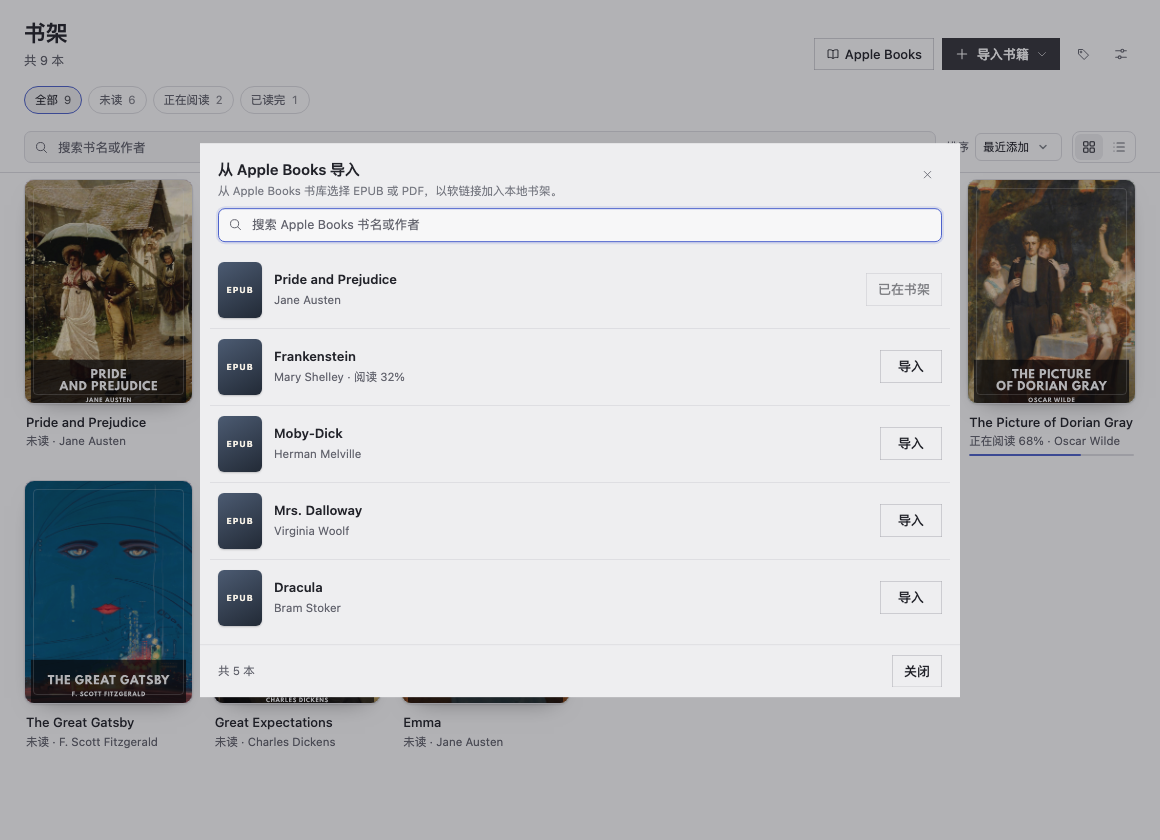 书架
共 9 本
Apple Books
导入书籍
全部 9
未读 6
正在阅读 2
已读完 1
搜索书名或作者
序
最近添加
从 Apple Books 导入
从 Apple Books 书库选择 EPUB 或 PDF，以软链接加入本地书架。
搜索 Apple Books 书名或作者
EPUB
Pride and Prejudice
Jane Austen
已在书架
EPUB
Frankenstein
Mary Shelley · 阅读 32%
导入
EPUB
Moby-Dick
Herman Melville
导入
EPUB
Mrs. Dalloway
Virginia Woolf
导入
EPUB
Dracula
Bram Stoker
导入
共 5 本
关闭
PRIDE
AND PREJUDICE
JANE AUSTEN
Pride and Prejudice
未读 · Jane Austen
THE PICTURE
OF DORIAN GRAY
OSCAR WILDE
The Picture of Dorian Gray
正在阅读 68% · Oscar Wilde
THE GREAT GATSBY
F. SCOTT FITZGERALD
The Great Gatsby
未读 · F. Scott Fitzgerald
CHARLES DICKENS
Great Expectations
未读 · Charles Dickens
Emma
未读 · Jane Austen